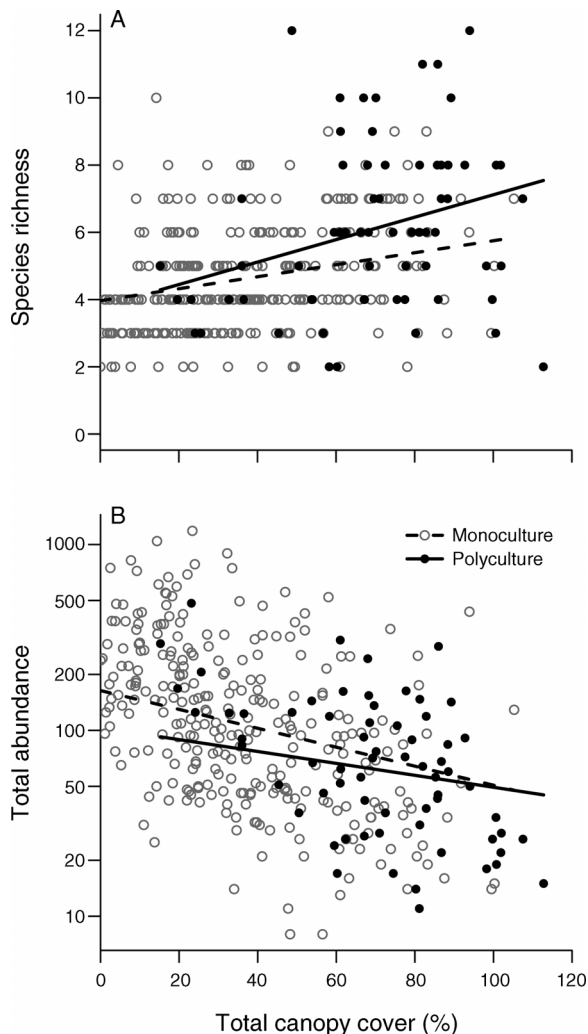 A
12
10
8
6
4
2
0
Species richness
B
Monoculture
Polyculture
1000
500
200
100
50
20
10
Total abundance
0 20 40 60 80 100 120
Total canopy cover (%)